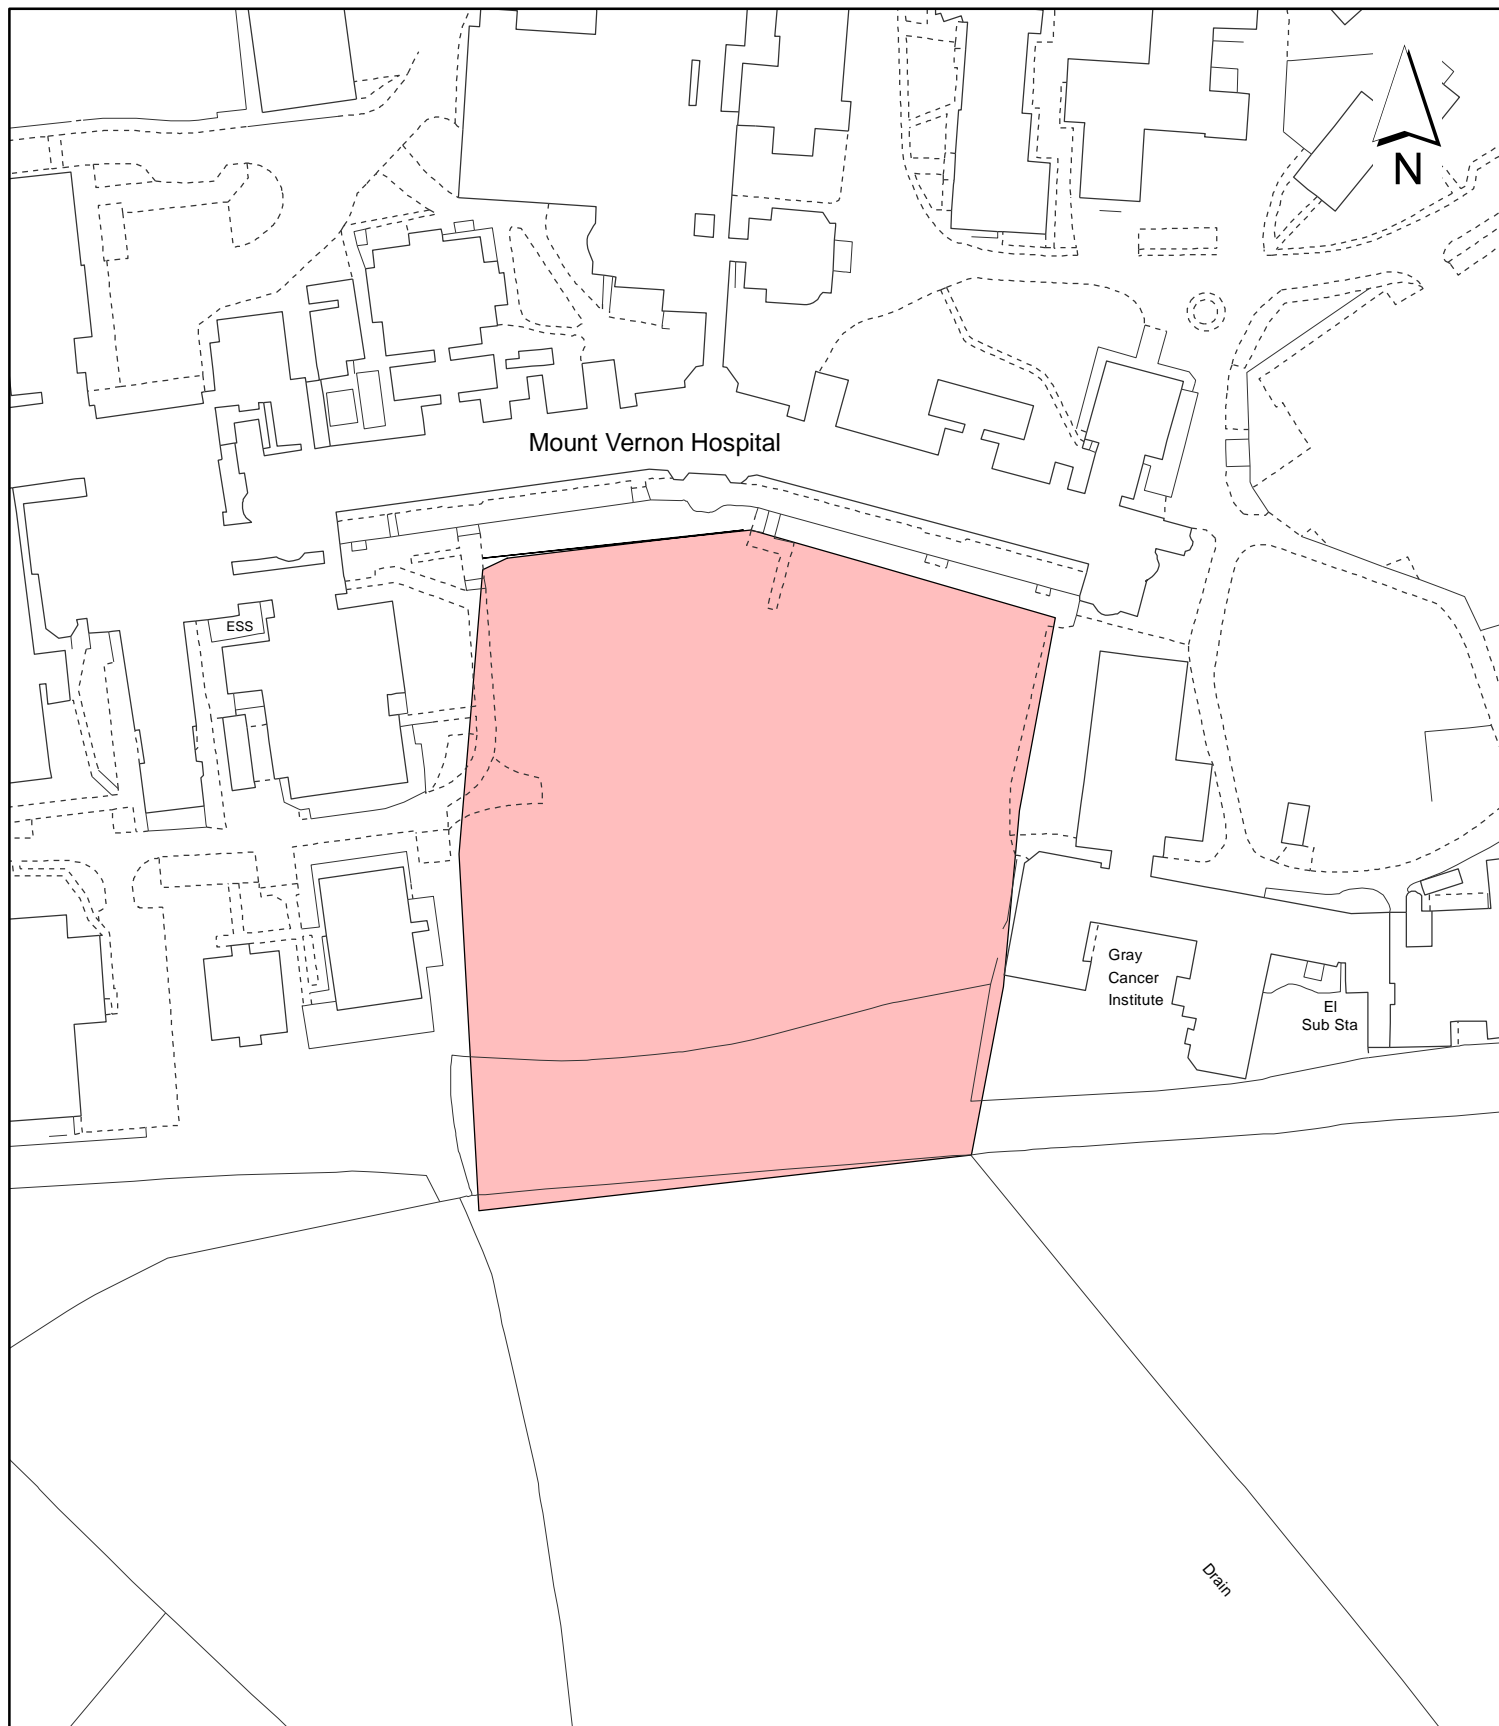 N
Mount Vernon Hospital
ESS
Gray
Cancer
Institute
El
Sub Sta
Drain